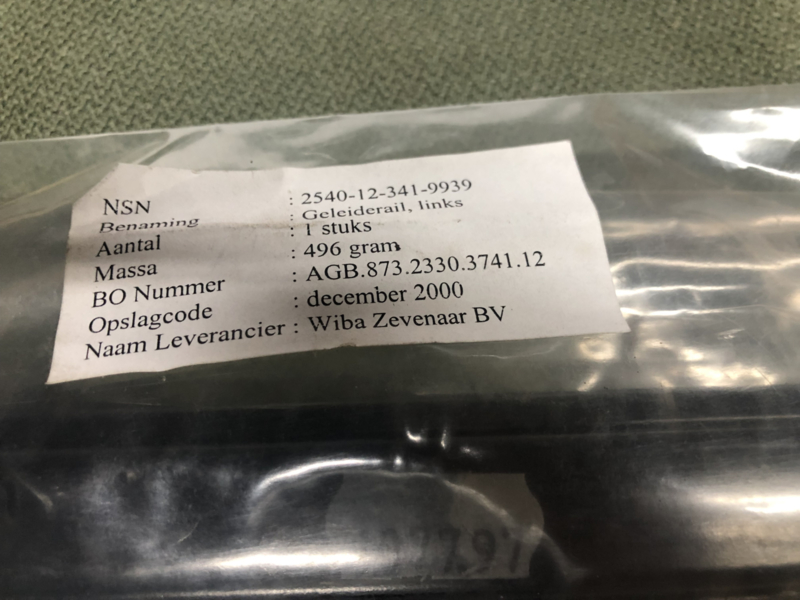 NSN : 2540-12-341-9939
Benaming : Geleiderail, links
Aantal : 1 stuks
Massa : 496 gram
BO Nummer : AGB.873.2330.3741.12
Opslagcode : december 2000
Naam Leverancier : Wiba Zevenaar BV